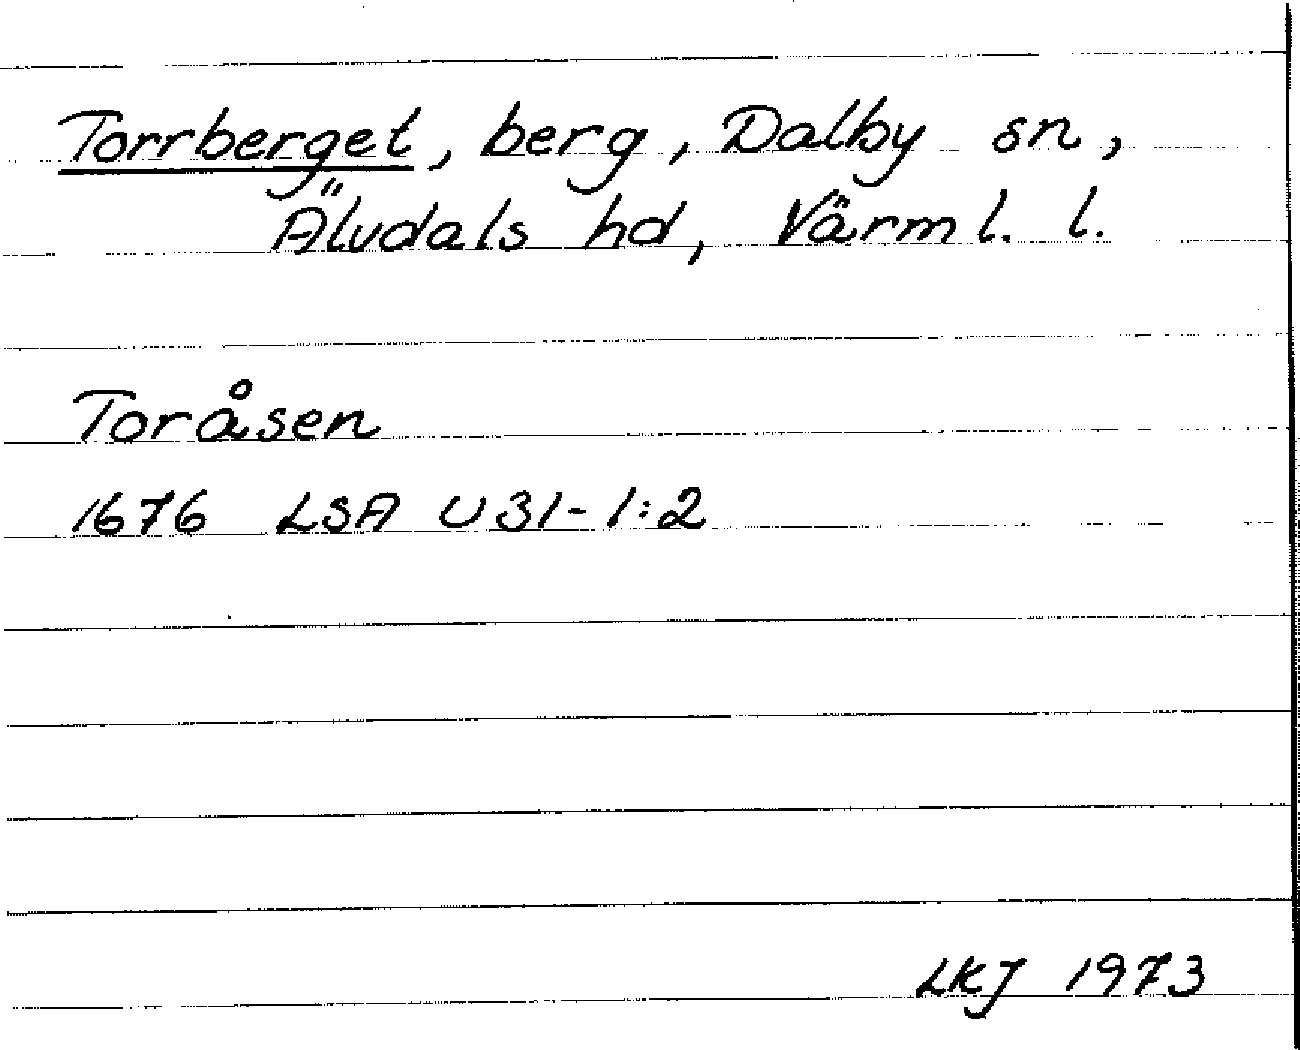 Torrberget, berg, Dalby sn,
Älvdals hd, Värml. l.
Toråsen
1676 LSA U31-1:2
LKJ 1973